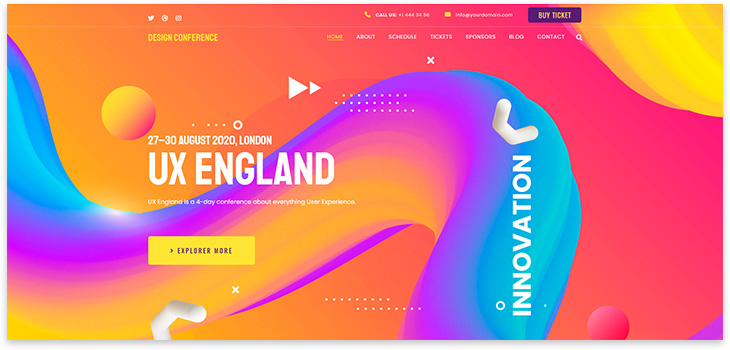 CALL US: +1 444 34 56
info@yourdomain.com
BUY TICKET
DESIGN CONFERENCE
HOME ABOUT SCHEDULE TICKETS SPONSORS BLOG CONTACT
27–30 AUGUST 2020, LONDON
UX ENGLAND
UX England is a 4-day conference about everything User Experience.
> EXPLORER MORE
INNOVATION